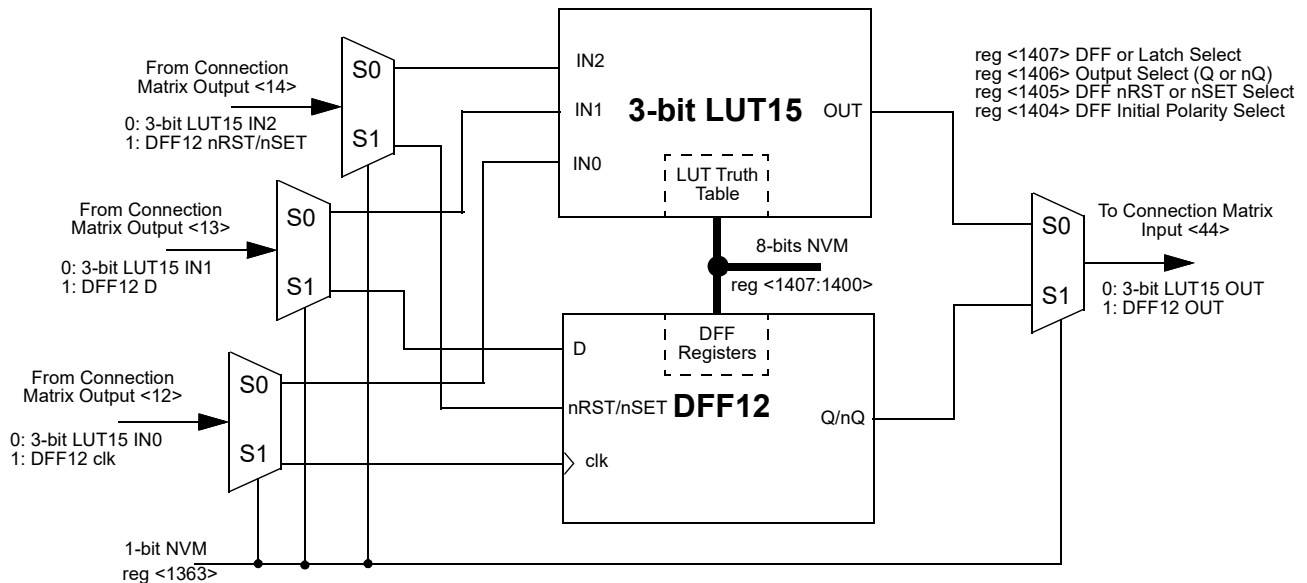 From Connection
Matrix Output <14>
0: 3-bit LUT15 IN2
1: DFF12 nRST/nSET
S0
S1
From Connection
Matrix Output <13>
0: 3-bit LUT15 IN1
1: DFF12 D
S0
S1
From Connection
Matrix Output <12>
0: 3-bit LUT15 IN0
1: DFF12 clk
S0
S1
1-bit NVM
reg <1363>
IN2
IN1
IN0
3-bit LUT15
OUT
LUT Truth
Table
8-bits NVM
reg <1407:1400>
DFF
Registers
D
nRST/nSET
clk
DFF12
Q/nQ
reg <1407> DFF or Latch Select
reg <1406> Output Select (Q or nQ)
reg <1405> DFF nRST or nSET Select
reg <1404> DFF Initial Polarity Select
S0
S1
To Connection Matrix
Input <44>
0: 3-bit LUT15 OUT
1: DFF12 OUT